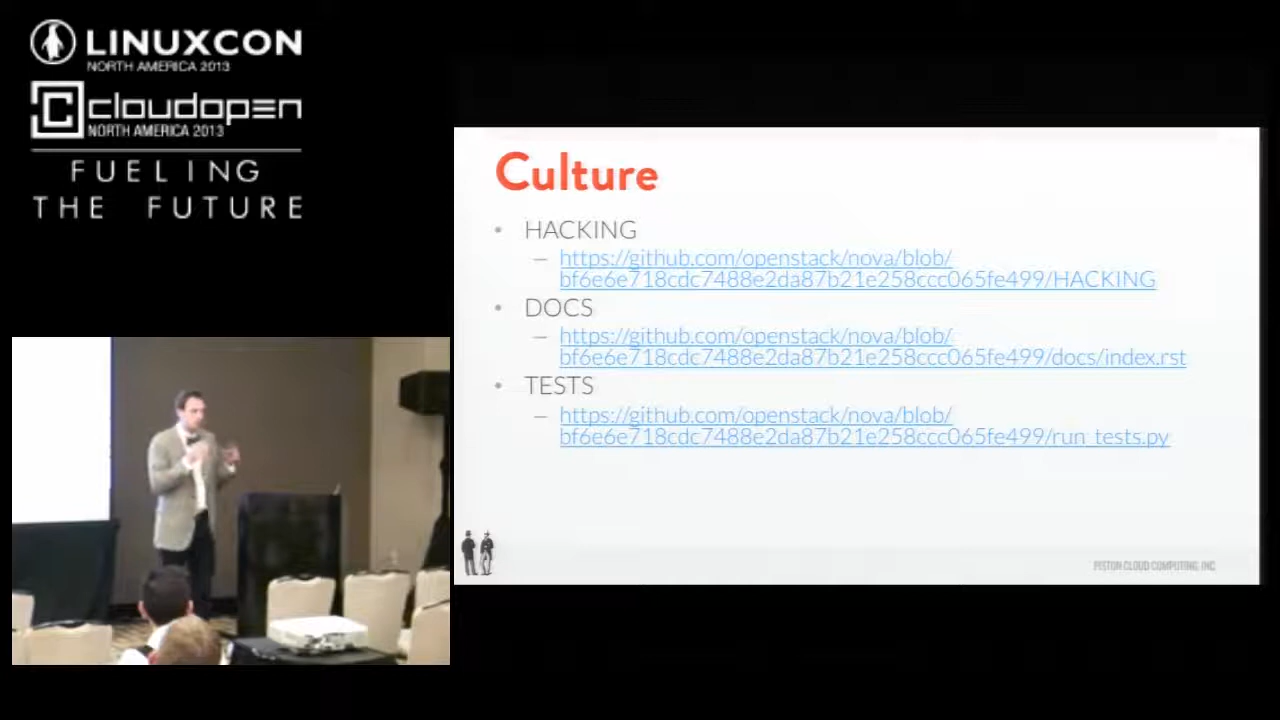 LINUXCON
NORTH AMERICA 2013
cloudopen
NORTH AMERICA 2013
FUELING
THE FUTURE
Culture
• HACKING
– https://github.com/openstack/nova/blob/
bf6e6e718cdc7488e2da87b21e258ccc065fe499/HACKING
• DOCS
– https://github.com/openstack/nova/blob/
bf6e6e718cdc7488e2da87b21e258ccc065fe499/docs/index.rst
• TESTS
– https://github.com/openstack/nova/blob/
bf6e6e718cdc7488e2da87b21e258ccc065fe499/run_tests.py
PISTON CLOUD COMPUTING, INC.